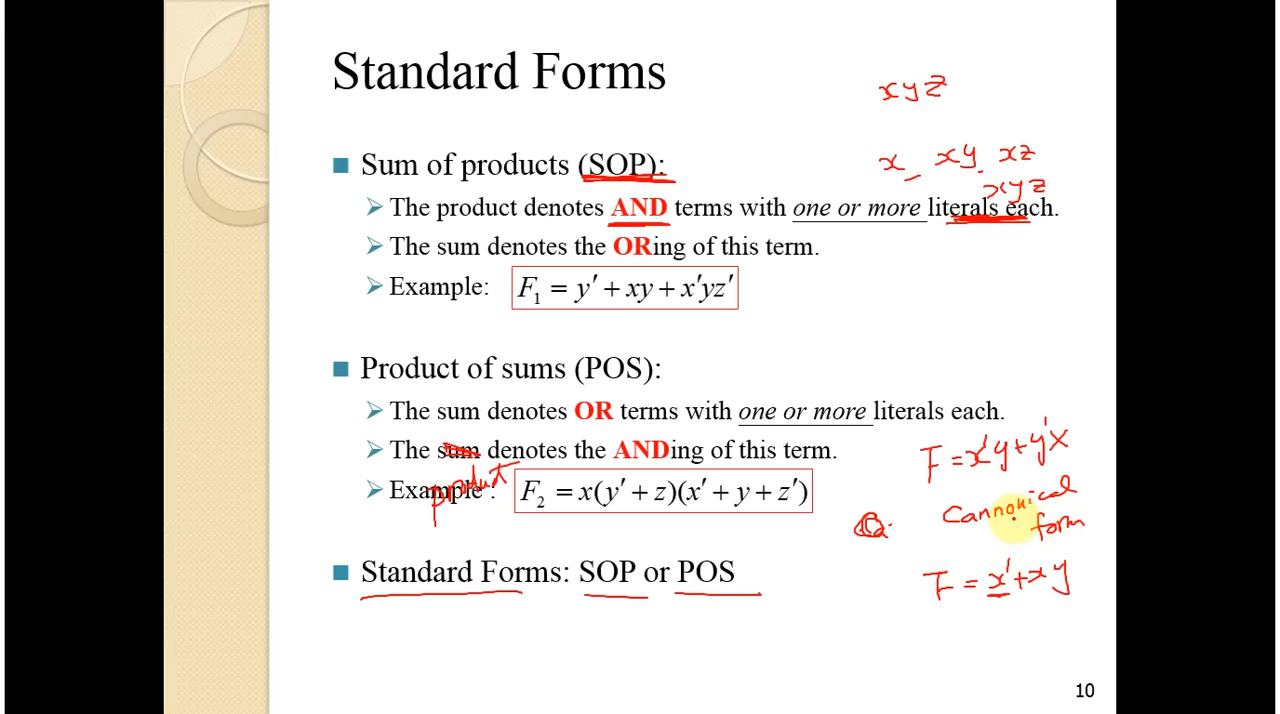 Standard Forms
xyz
x xy xz
xyz
■ Sum of products (SOP):
➤ The product denotes AND terms with one or more literals each.
➤ The sum denotes the ORing of this term.
➤ Example: F₁ = y′ + xy + x′yz′
■ Product of sums (POS):
➤ The sum denotes OR terms with one or more literals each.
➤ The sum denotes the ANDing of this term.
product
➤ Example : F₂ = x(y′ + z)(x′ + y + z′)
F = x′y + y′x
Cannonical
form
■ Standard Forms: SOP or POS
F = x′ + xy
10